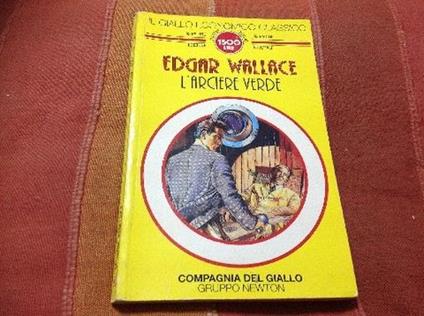 IL GIALLO ECONOMICO CLASSICO
1500
LIRE
EDGAR WALLACE
L'ARCIERE VERDE
COMPAGNIA DEL GIALLO
GRUPPO NEWTON